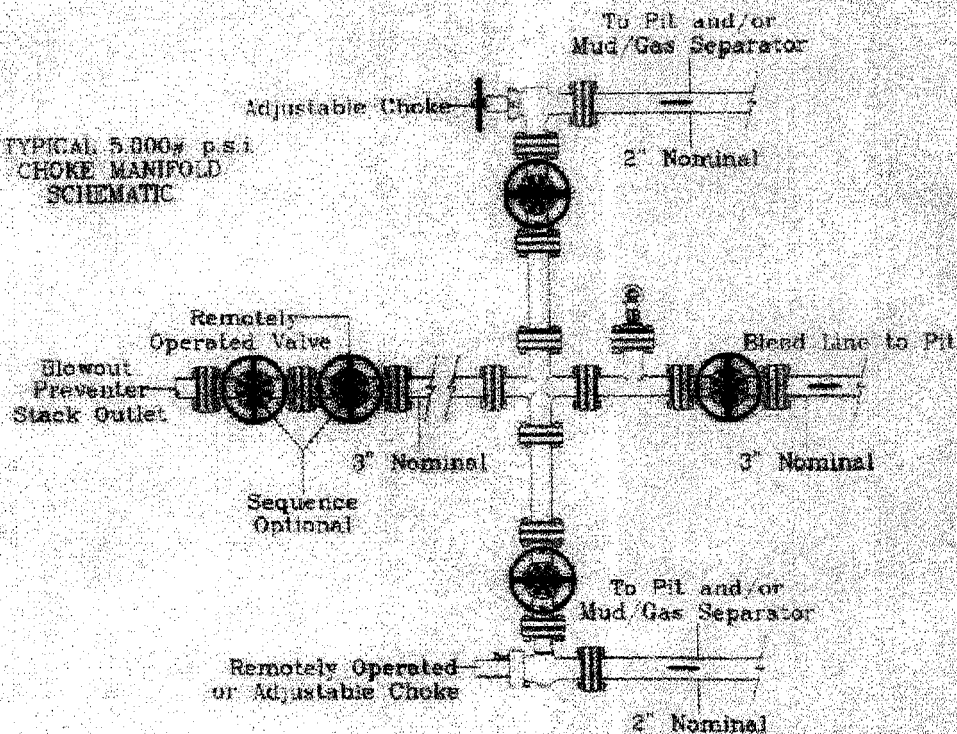 To Pit and/or
Mud/Gas Separator
Adjustable Choke
TYPICAL 5,000# p.s.i.
CHOKE MANIFOLD
SCHEMATIC
2" Nominal
Remotely
Operated Valve
Blowout
Preventer
Stack Outlet
Bleed Line to Pit
3" Nominal
3" Nominal
Sequence
Optional
To Pit and/or
Mud/Gas Separator
Remotely Operated
or Adjustable Choke
2" Nominal